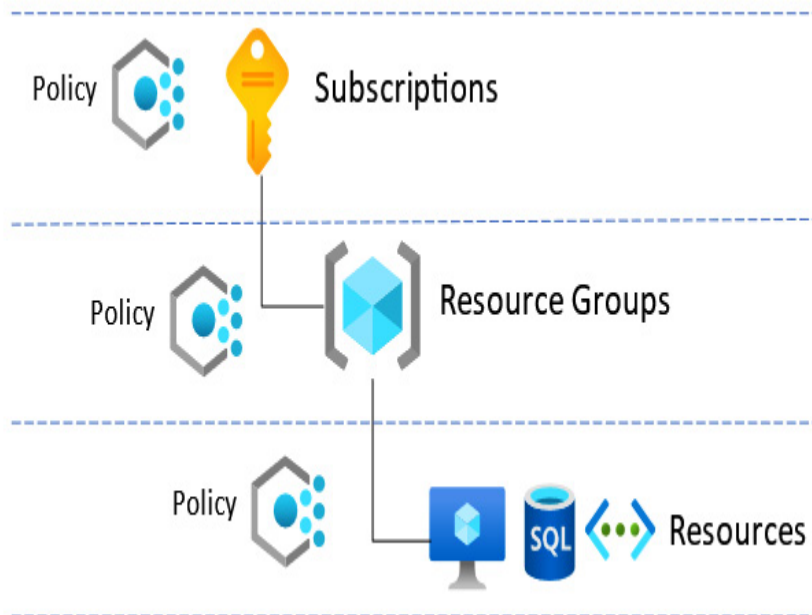 Policy
Subscriptions
Policy
Resource Groups
Policy
SQL
Resources